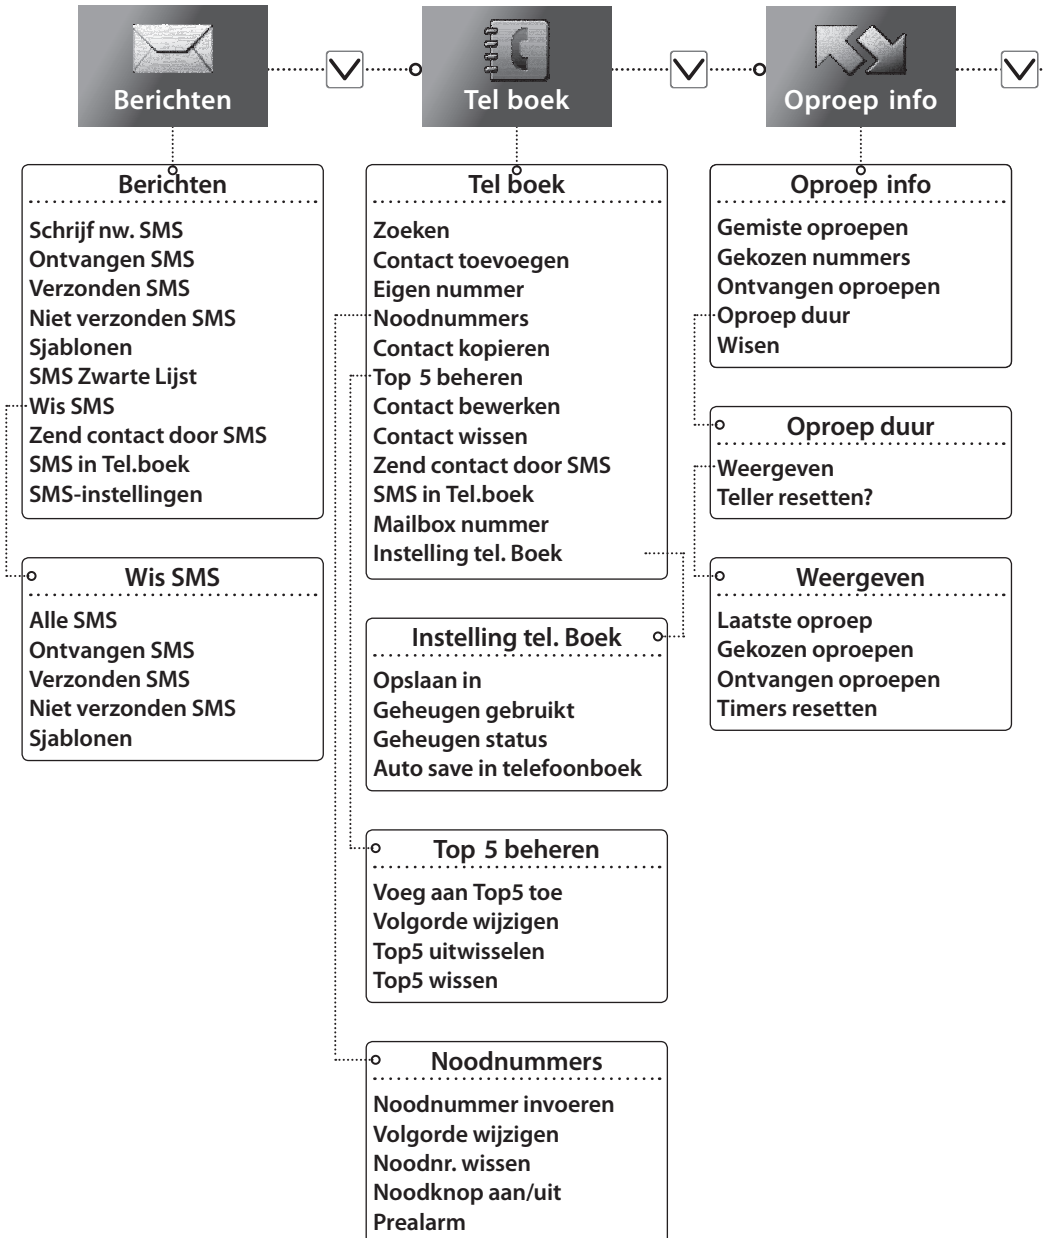 Berichten
Tel boek
Oproep info
Berichten
Schrijf nw. SMS
Ontvangen SMS
Verzonden SMS
Niet verzonden SMS
Sjablonen
SMS Zwarte Lijst
Wis SMS
Zend contact door SMS
SMS in Tel.boek
SMS-instellingen
Wis SMS
Alle SMS
Ontvangen SMS
Verzonden SMS
Niet verzonden SMS
Sjablonen
Tel boek
Zoeken
Contact toevoegen
Eigen nummer
Noodnummers
Contact kopieren
Top 5 beheren
Contact bewerken
Contact wissen
Zend contact door SMS
SMS in Tel.boek
Mailbox nummer
Instelling tel. Boek
Instelling tel. Boek
Opslaan in
Geheugen gebruikt
Geheugen status
Auto save in telefoonboek
Top 5 beheren
Voeg aan Top5 toe
Volgorde wijzigen
Top5 uitwisselen
Top5 wissen
Noodnummers
Noodnummer invoeren
Volgorde wijzigen
Noodnr. wissen
Noodknop aan/uit
Prealarm
Oproep info
Gemiste oproepen
Gekozen nummers
Ontvangen oproepen
Oproep duur
Wisen
Oproep duur
Weergeven
Teller resetten?
Weergeven
Laatste oproep
Gekozen oproepen
Ontvangen oproepen
Timers resetten